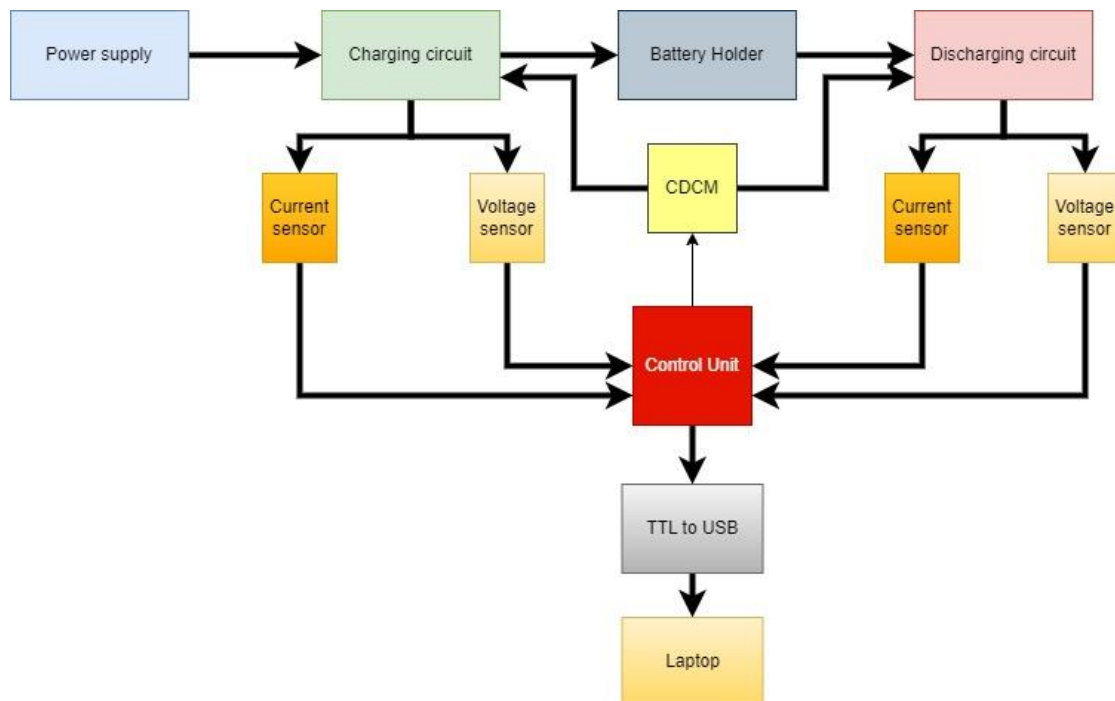 Power supply
Charging circuit
Battery Holder
Discharging circuit
CDCM
Current
sensor
Voltage
sensor
Current
sensor
Voltage
sensor
Control Unit
TTL to USB
Laptop